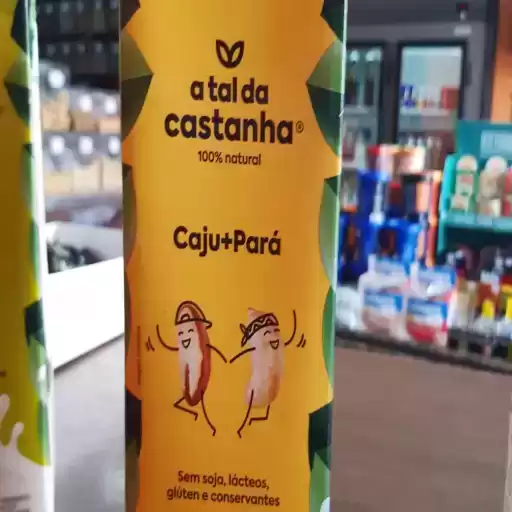 a tal da
castanha®
100% natural
Caju+Pará
Sem soja, lácteos,
glúten e conservantes